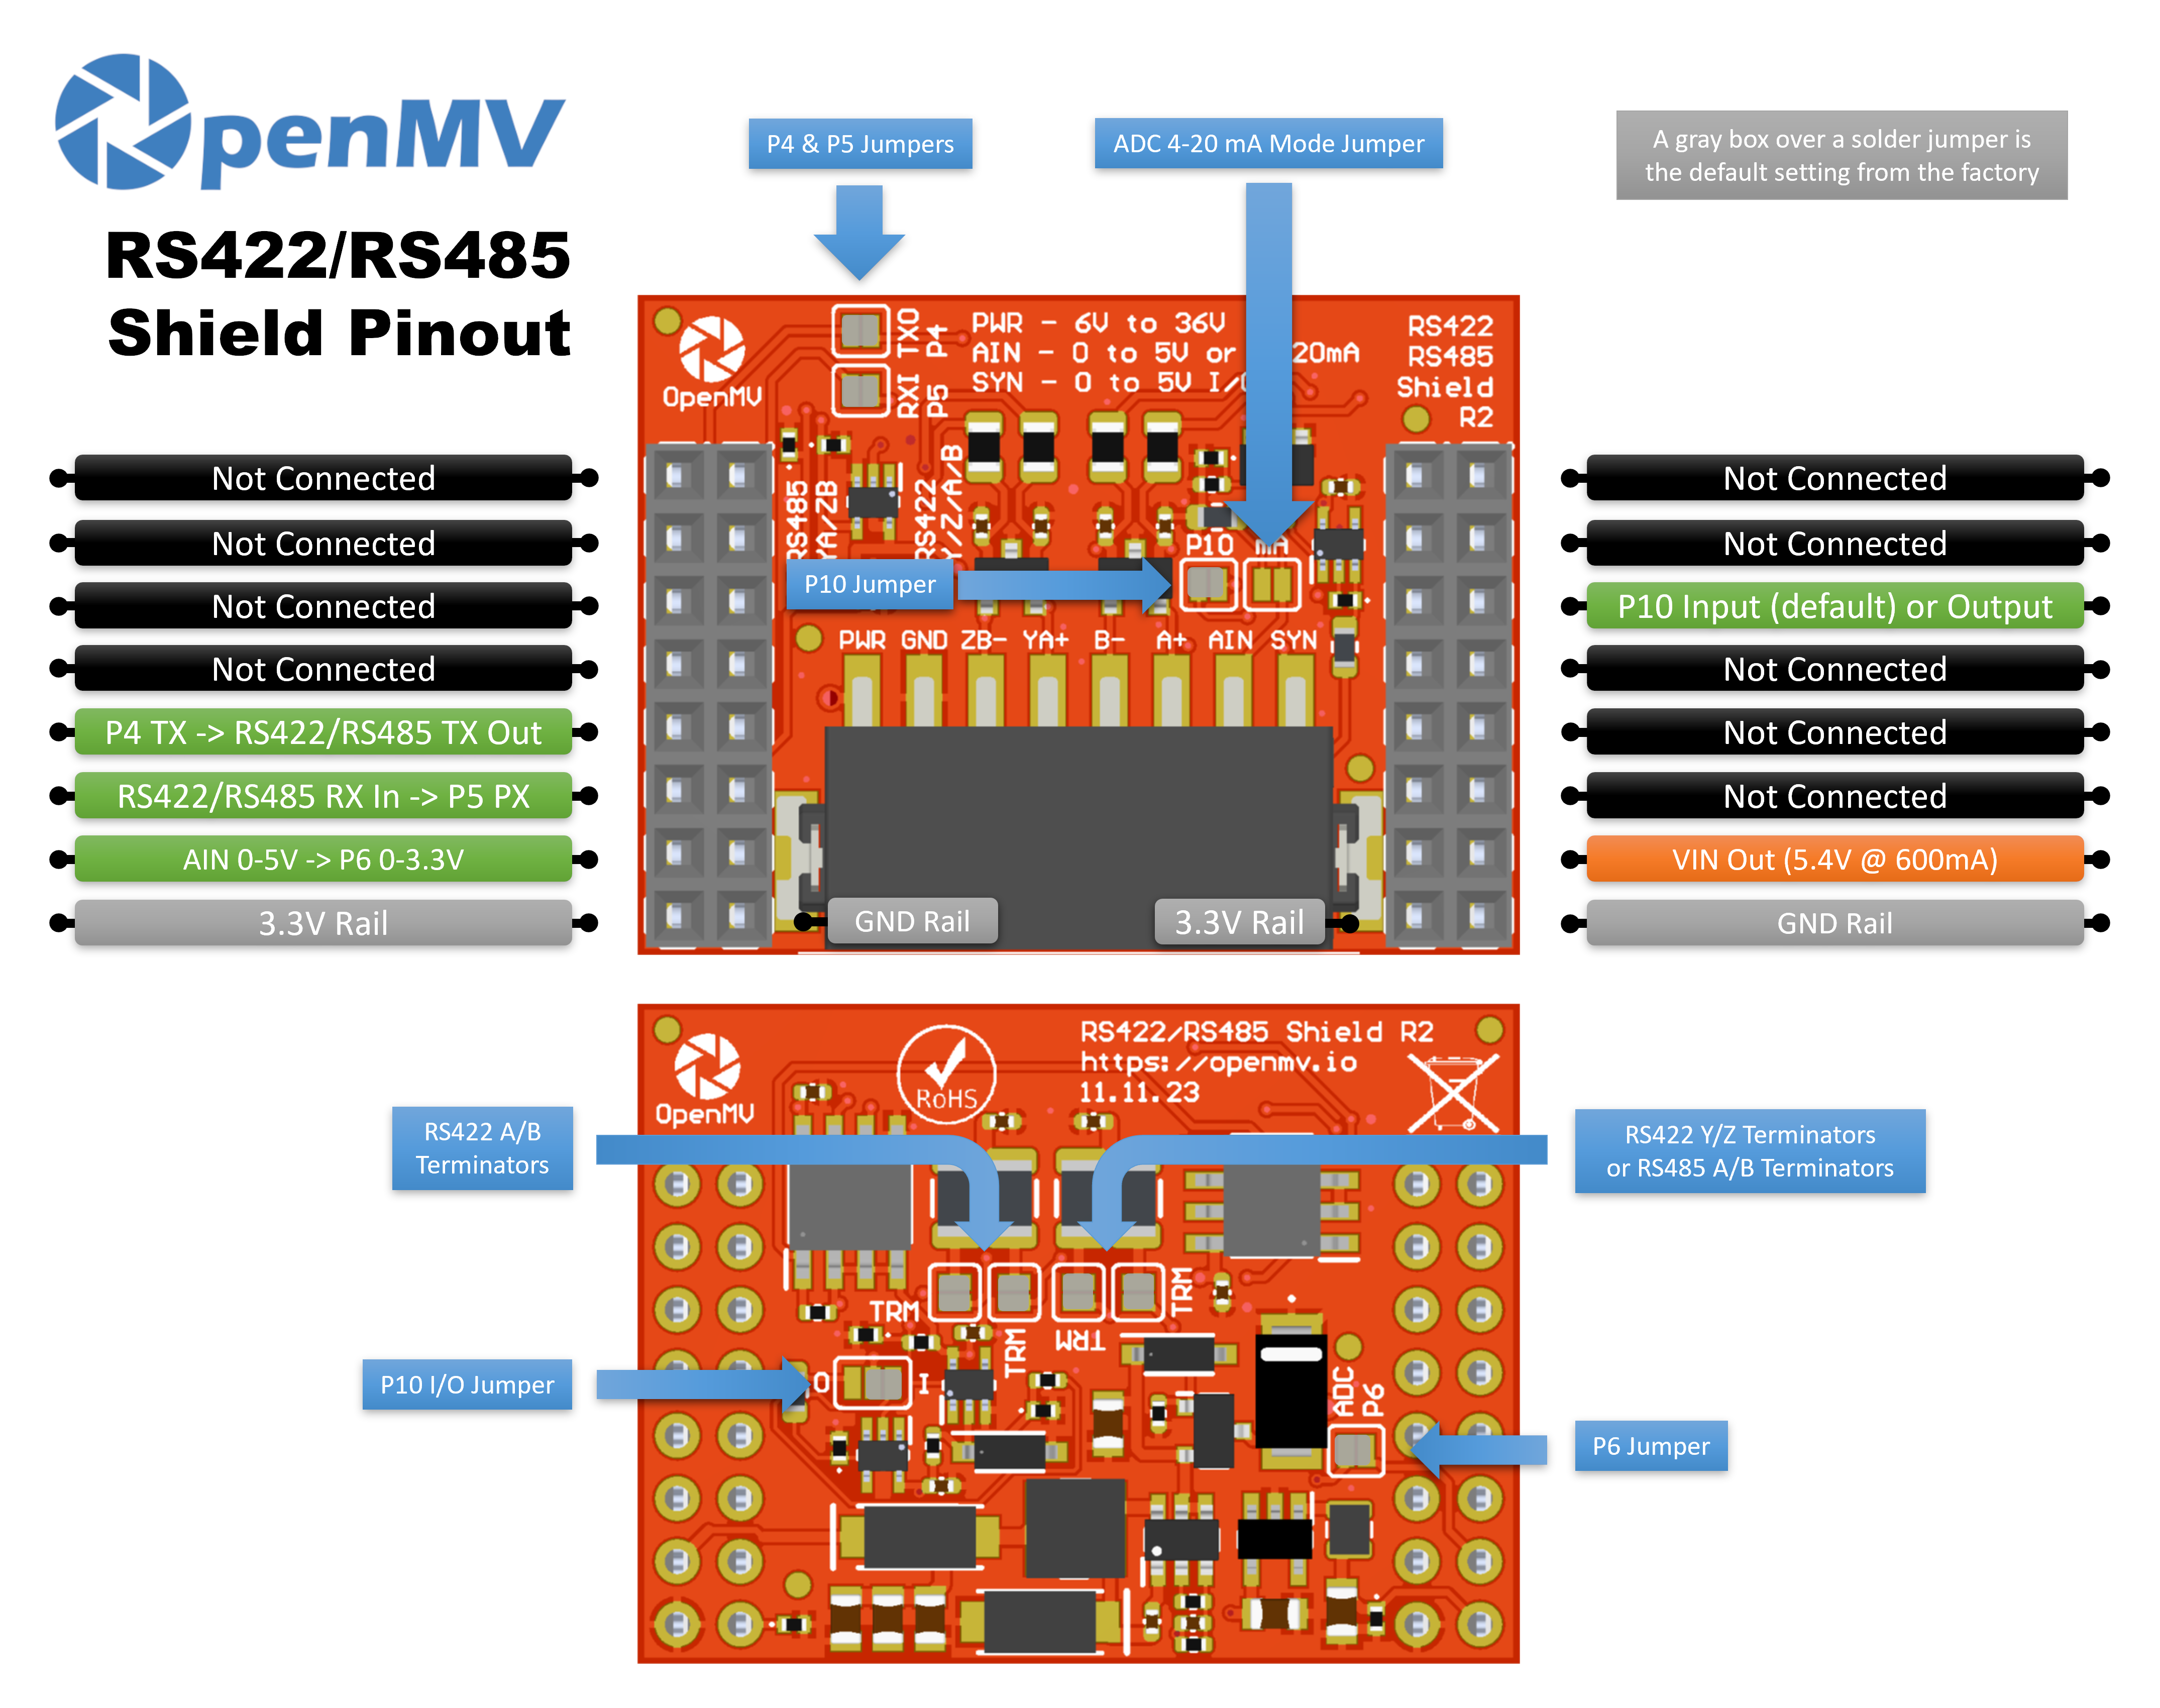 OpenMV
RS422/RS485
Shield Pinout
P4 & P5 Jumpers
ADC 4-20 mA Mode Jumper
A gray box over a solder jumper is
the default setting from the factory
OpenMV
TXO
P4
RXI
P5
PWR - 6V to 36V
AIN - 0 to 5V or 20mA
SYN - 0 to 5V I/
RS422
RS485
Shield
R2
RS485
YA/ZB
RS422
Y/Z/A/B
P10
mA
P10 Jumper
PWR GND ZB- YA+ B- A+ AIN SYN
Not Connected
Not Connected
Not Connected
Not Connected
P4 TX -> RS422/RS485 TX Out
RS422/RS485 RX In -> P5 PX
AIN 0-5V -> P6 0-3.3V
3.3V Rail
GND Rail
3.3V Rail
Not Connected
Not Connected
P10 Input (default) or Output
Not Connected
Not Connected
Not Connected
VIN Out (5.4V @ 600mA)
GND Rail
OpenMV
RoHS
RS422/RS485 Shield R2
https://openmv.io
11.11.23
RS422 A/B
Terminators
RS422 Y/Z Terminators
or RS485 A/B Terminators
TRM
TRM
TRM
TRM
P10 I/O Jumper
O
I
ADC
P6
P6 Jumper